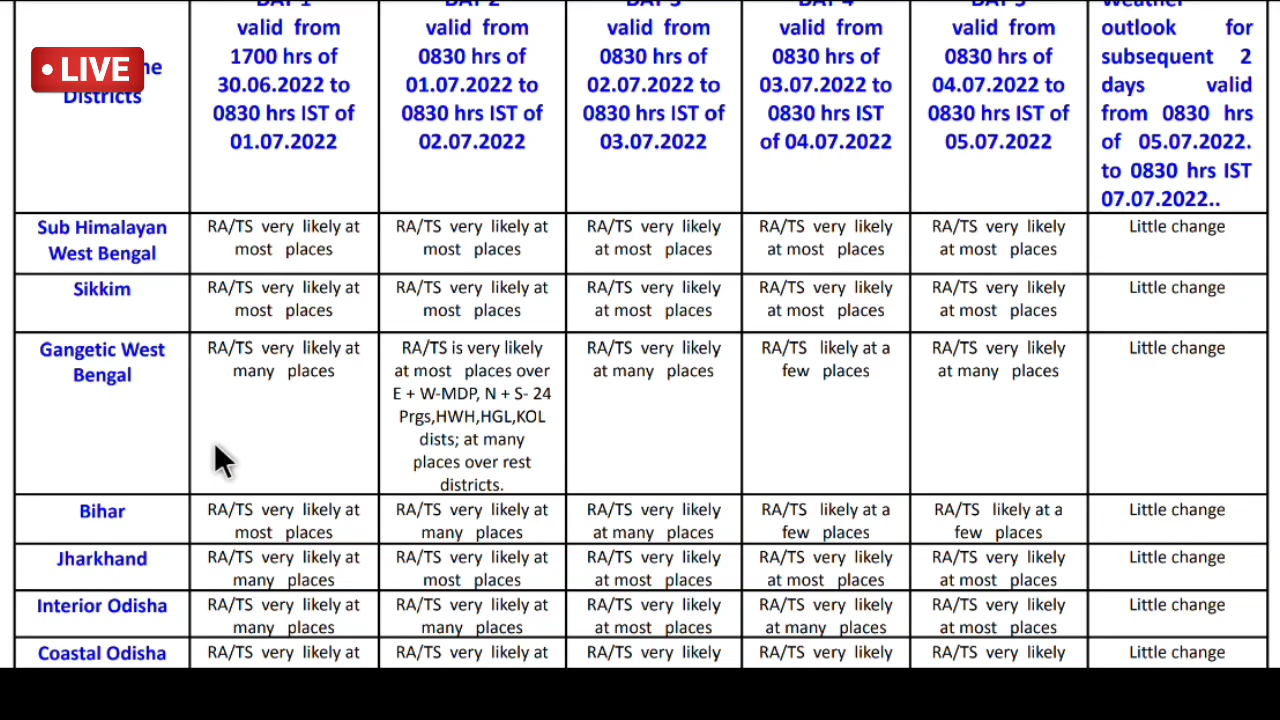 DAY 1
valid from
1700 hrs of
30.06.2022 to
0830 hrs IST of
01.07.2022
DAY 2
valid from
0830 hrs of
01.07.2022 to
0830 hrs IST of
02.07.2022
DAY 3
valid from
0830 hrs of
02.07.2022 to
0830 hrs IST of
03.07.2022
DAY 4
valid from
0830 hrs of
03.07.2022 to
0830 hrs IST
of 04.07.2022
DAY 5
valid from
0830 hrs of
04.07.2022 to
0830 hrs IST of
05.07.2022
Weather
outlook for
subsequent 2
days valid
from 0830 hrs
of 05.07.2022.
to 0830 hrs IST
07.07.2022..
• LIVE
Districts
Sub Himalayan
West Bengal
RA/TS very likely at
most places
RA/TS very likely at
most places
RA/TS very likely
at most places
RA/TS very likely
at most places
RA/TS very likely
at most places
Little change
Sikkim
RA/TS very likely at
most places
RA/TS very likely at
most places
RA/TS very likely
at most places
RA/TS very likely
at most places
RA/TS very likely
at most places
Little change
Gangetic West
Bengal
RA/TS very likely at
many places
RA/TS is very likely
at most places over
E + W-MDP, N + S- 24
Prgs,HWH,HGL,KOL
dists; at many
places over rest
districts.
RA/TS very likely
at many places
RA/TS likely at a
few places
RA/TS very likely
at many places
Little change
Bihar
RA/TS very likely at
most places
RA/TS very likely at
many places
RA/TS very likely
at many places
RA/TS likely at a
few places
RA/TS likely at a
few places
Little change
Jharkhand
RA/TS very likely at
many places
RA/TS very likely at
most places
RA/TS very likely
at most places
RA/TS very likely
at most places
RA/TS very likely
at most places
Little change
Interior Odisha
RA/TS very likely at
many places
RA/TS very likely at
many places
RA/TS very likely
at most places
RA/TS very likely
at many places
RA/TS very likely
at most places
Little change
Coastal Odisha
RA/TS very likely at
RA/TS very likely at
RA/TS very likely
RA/TS very likely
RA/TS very likely
Little change